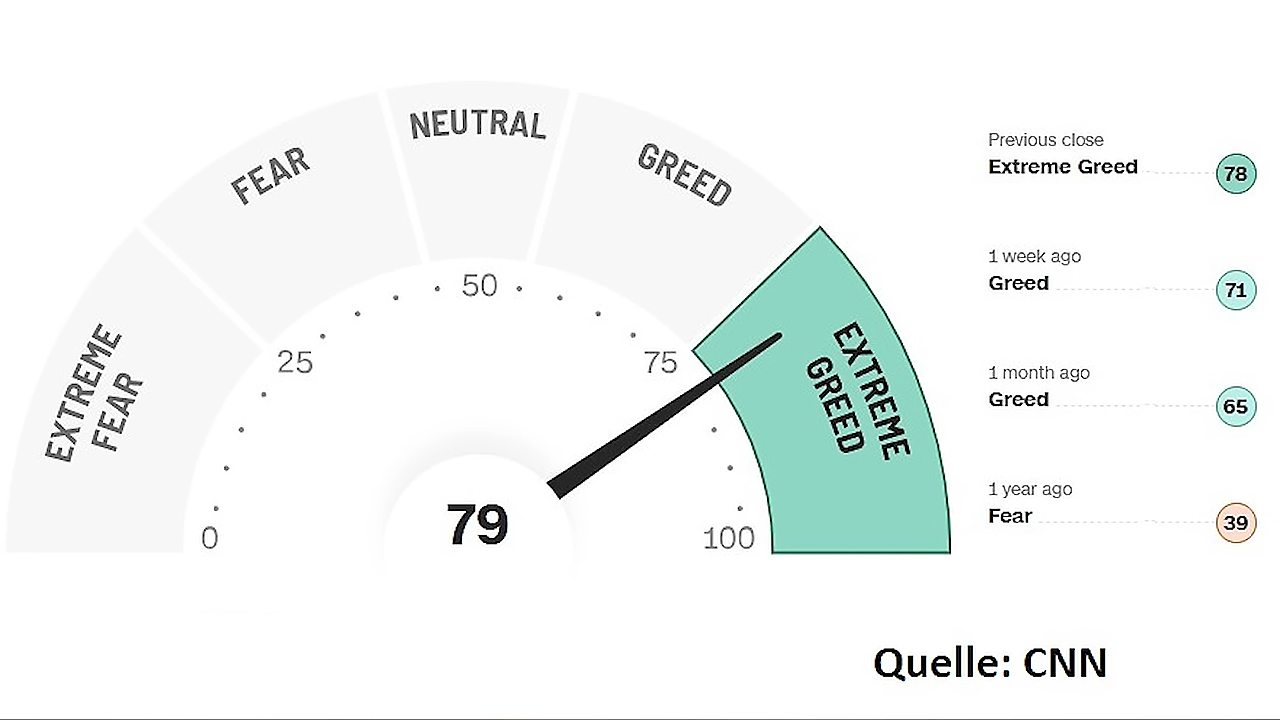 EXTREME
FEAR
FEAR
NEUTRAL
GREED
EXTREME
GREED
0
25
50
75
100
79
Previous close
Extreme Greed
78
1 week ago
Greed
71
1 month ago
Greed
65
1 year ago
Fear
39
Quelle: CNN